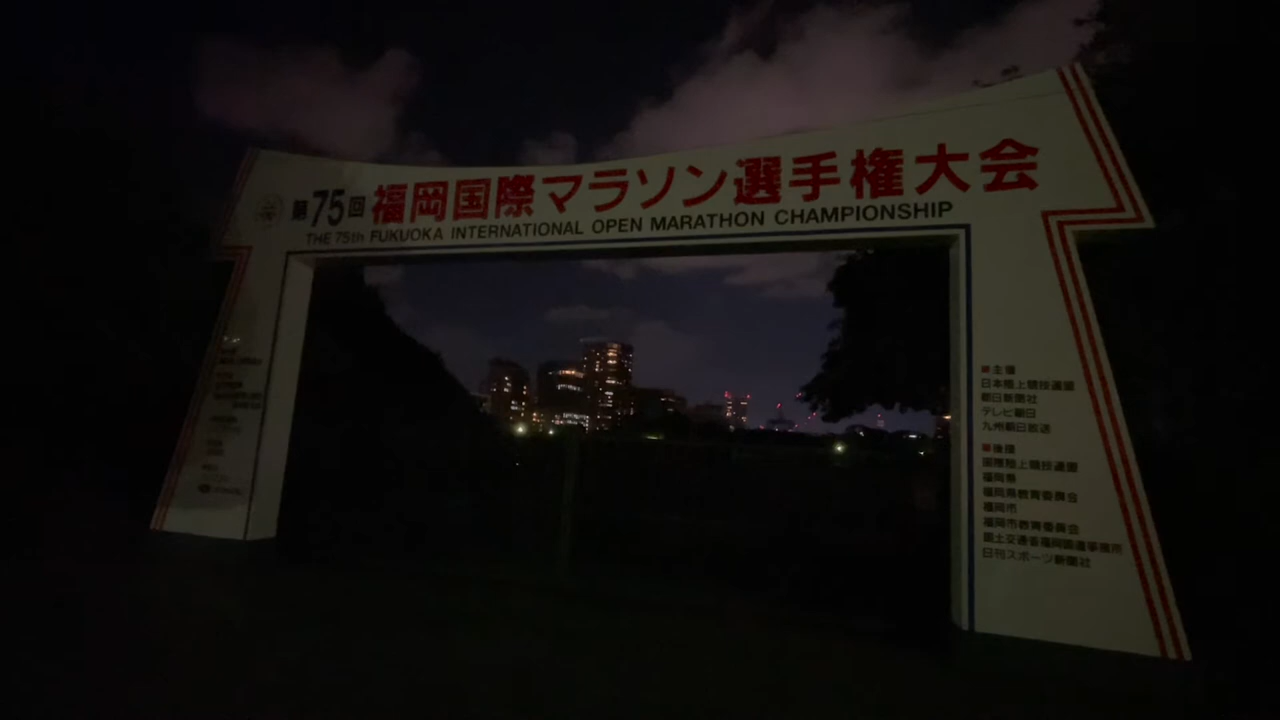 第75回 福岡国際マラソン選手権大会
THE 75th FUKUOKA INTERNATIONAL OPEN MARATHON CHAMPIONSHIP
■主催
日本陸上競技連盟
朝日新聞社
テレビ朝日
九州朝日放送
■後援
国際陸上競技連盟
福岡県
福岡県教育委員会
福岡市
福岡市教育委員会
国土交通省福岡国道事務所
日刊スポーツ新聞社